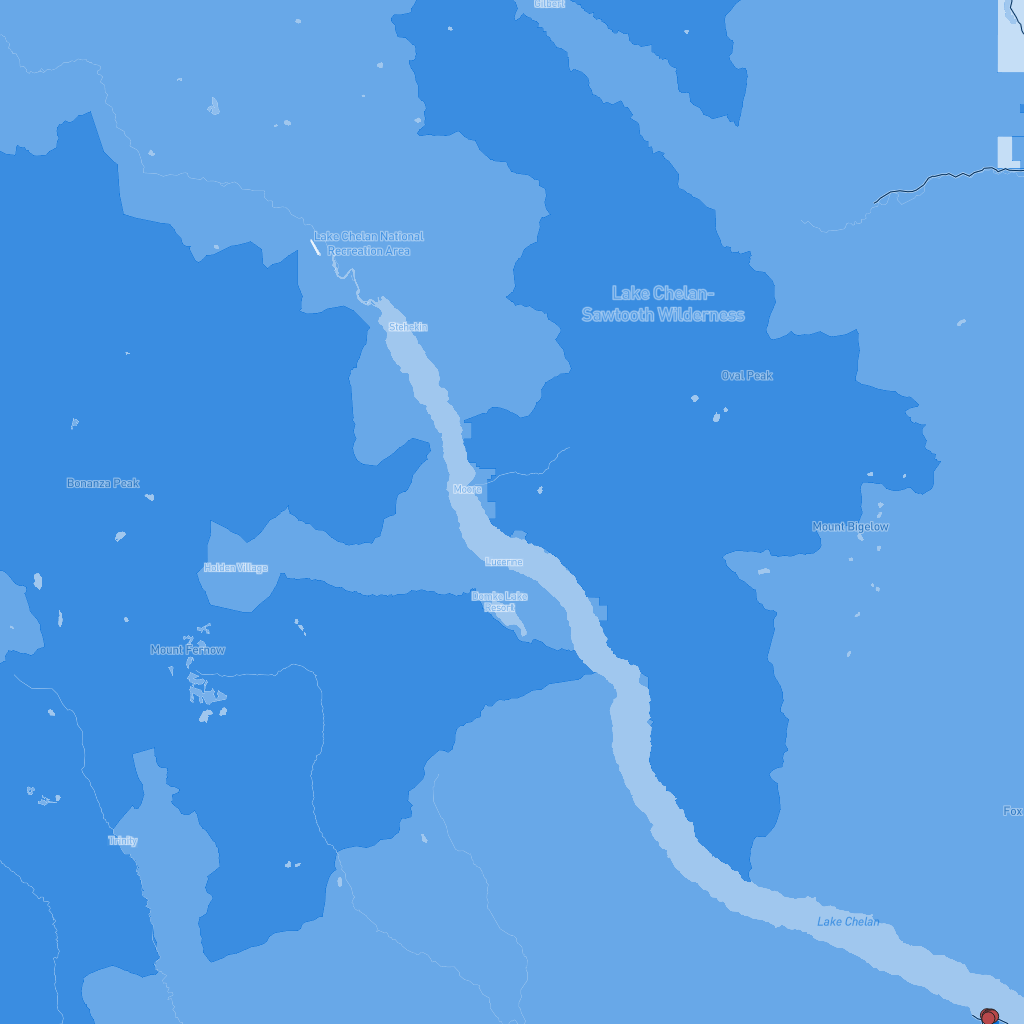 Gilbert
Lake Chelan National
Recreation Area
Lake Chelan-
Sawtooth Wilderness
Stehekin
Oval Peak
Bonanza Peak
Moore
Mount Bigelow
Lucerne
Holden Village
Domke Lake
Resort
Mount Fernow
Fox
Trinity
Lake Chelan